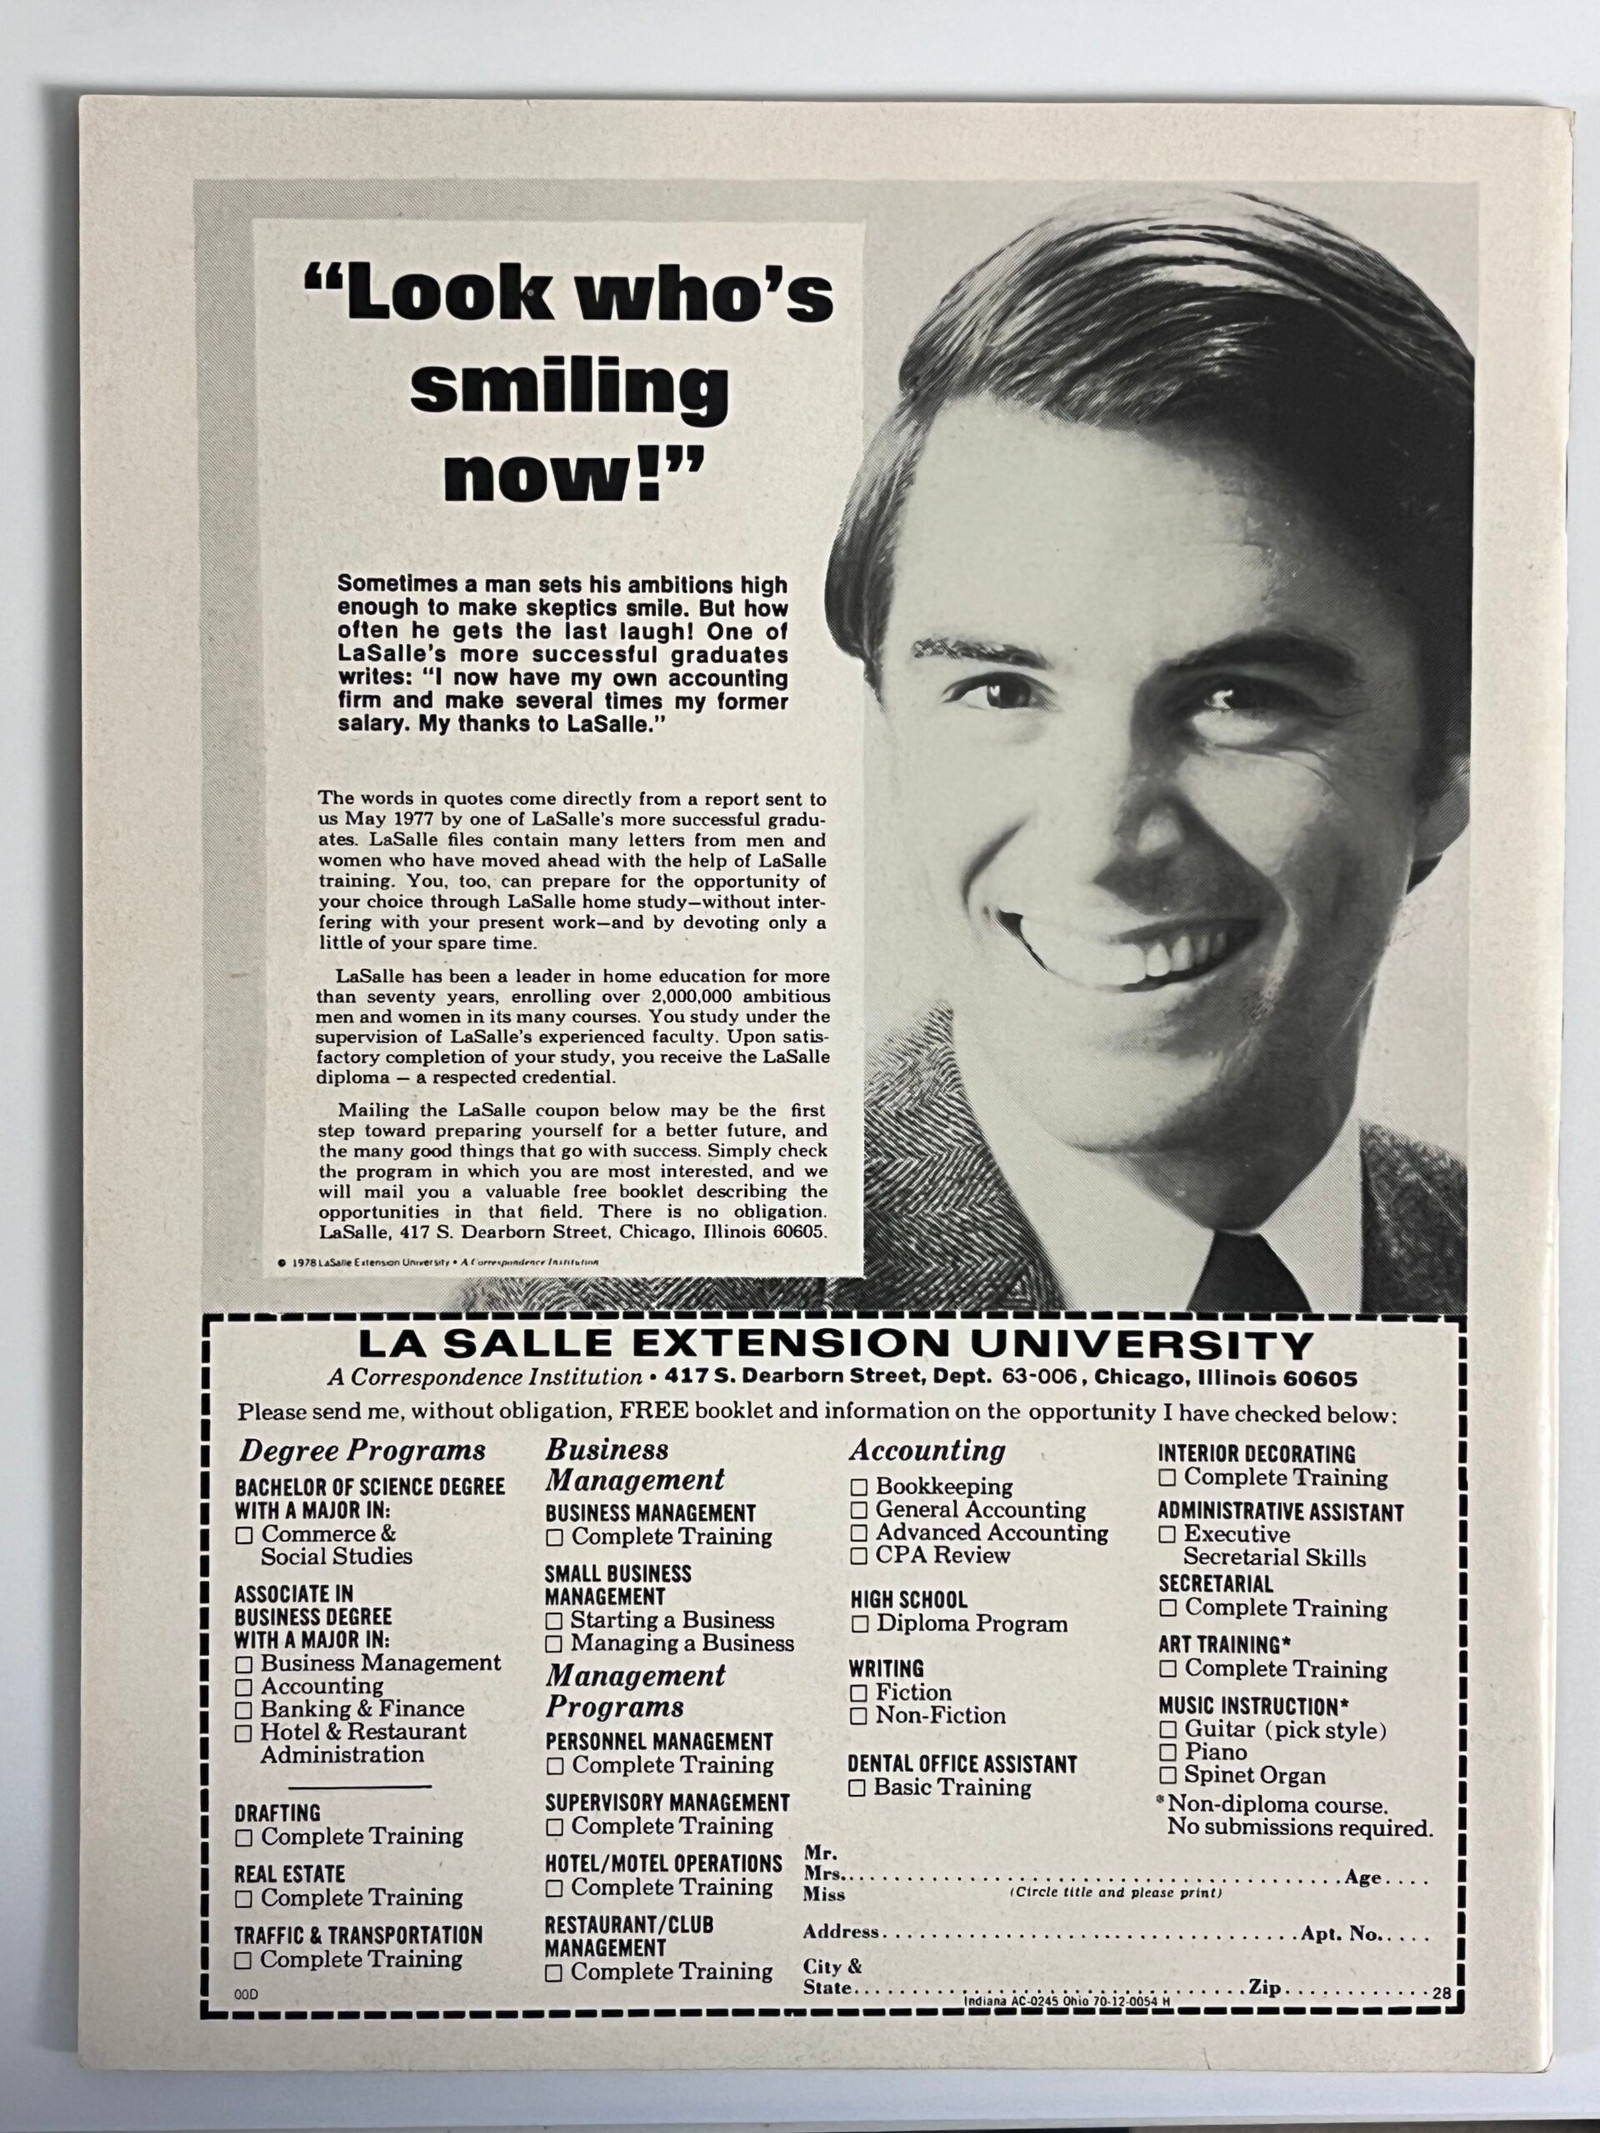 “Look who’s
smiling
now!”
Sometimes a man sets his ambitions high
enough to make skeptics smile. But how
often he gets the last laugh! One of
LaSalle’s more successful graduates
writes: “I now have my own accounting
firm and make several times my former
salary. My thanks to LaSalle.”
The words in quotes come directly from a report sent to
us May 1977 by one of LaSalle’s more successful gradu-
ates. LaSalle files contain many letters from men and
women who have moved ahead with the help of LaSalle
training. You, too, can prepare for the opportunity of
your choice through LaSalle home study—without inter-
fering with your present work—and by devoting only a
little of your spare time.
LaSalle has been a leader in home education for more
than seventy years, enrolling over 2,000,000 ambitious
men and women in its many courses. You study under the
supervision of LaSalle’s experienced faculty. Upon satis-
factory completion of your study, you receive the LaSalle
diploma – a respected credential.
Mailing the LaSalle coupon below may be the first
step toward preparing yourself for a better future, and
the many good things that go with success. Simply check
the program in which you are most interested, and we
will mail you a valuable free booklet describing the
opportunities in that field. There is no obligation.
LaSalle, 417 S. Dearborn Street, Chicago, Illinois 60605.
© 1978 LaSalle Extension University • A Correspondence Institution
LA SALLE EXTENSION UNIVERSITY
A Correspondence Institution • 417 S. Dearborn Street, Dept. 63-006, Chicago, Illinois 60605
Please send me, without obligation, FREE booklet and information on the opportunity I have checked below:
Degree Programs
BACHELOR OF SCIENCE DEGREE
WITH A MAJOR IN:
☐ Commerce &
Social Studies
ASSOCIATE IN
BUSINESS DEGREE
WITH A MAJOR IN:
☐ Business Management
☐ Accounting
☐ Banking & Finance
☐ Hotel & Restaurant
Administration
DRAFTING
☐ Complete Training
REAL ESTATE
☐ Complete Training
TRAFFIC & TRANSPORTATION
☐ Complete Training
00D
Business
Management
BUSINESS MANAGEMENT
☐ Complete Training
SMALL BUSINESS
MANAGEMENT
☐ Starting a Business
☐ Managing a Business
Management
Programs
PERSONNEL MANAGEMENT
☐ Complete Training
SUPERVISORY MANAGEMENT
☐ Complete Training
HOTEL/MOTEL OPERATIONS
☐ Complete Training
RESTAURANT/CLUB
MANAGEMENT
☐ Complete Training
Accounting
☐ Bookkeeping
☐ General Accounting
☐ Advanced Accounting
☐ CPA Review
HIGH SCHOOL
☐ Diploma Program
WRITING
☐ Fiction
☐ Non-Fiction
DENTAL OFFICE ASSISTANT
☐ Basic Training
INTERIOR DECORATING
☐ Complete Training
ADMINISTRATIVE ASSISTANT
☐ Executive
Secretarial Skills
SECRETARIAL
☐ Complete Training
ART TRAINING*
☐ Complete Training
MUSIC INSTRUCTION*
☐ Guitar (pick style)
☐ Piano
☐ Spinet Organ
*Non-diploma course.
No submissions required.
Mr.
Mrs. Age
Miss (Circle title and please print)
Address Apt. No.
City &
State Zip 28
Indiana AC-0245 Ohio 70-12-0054 H